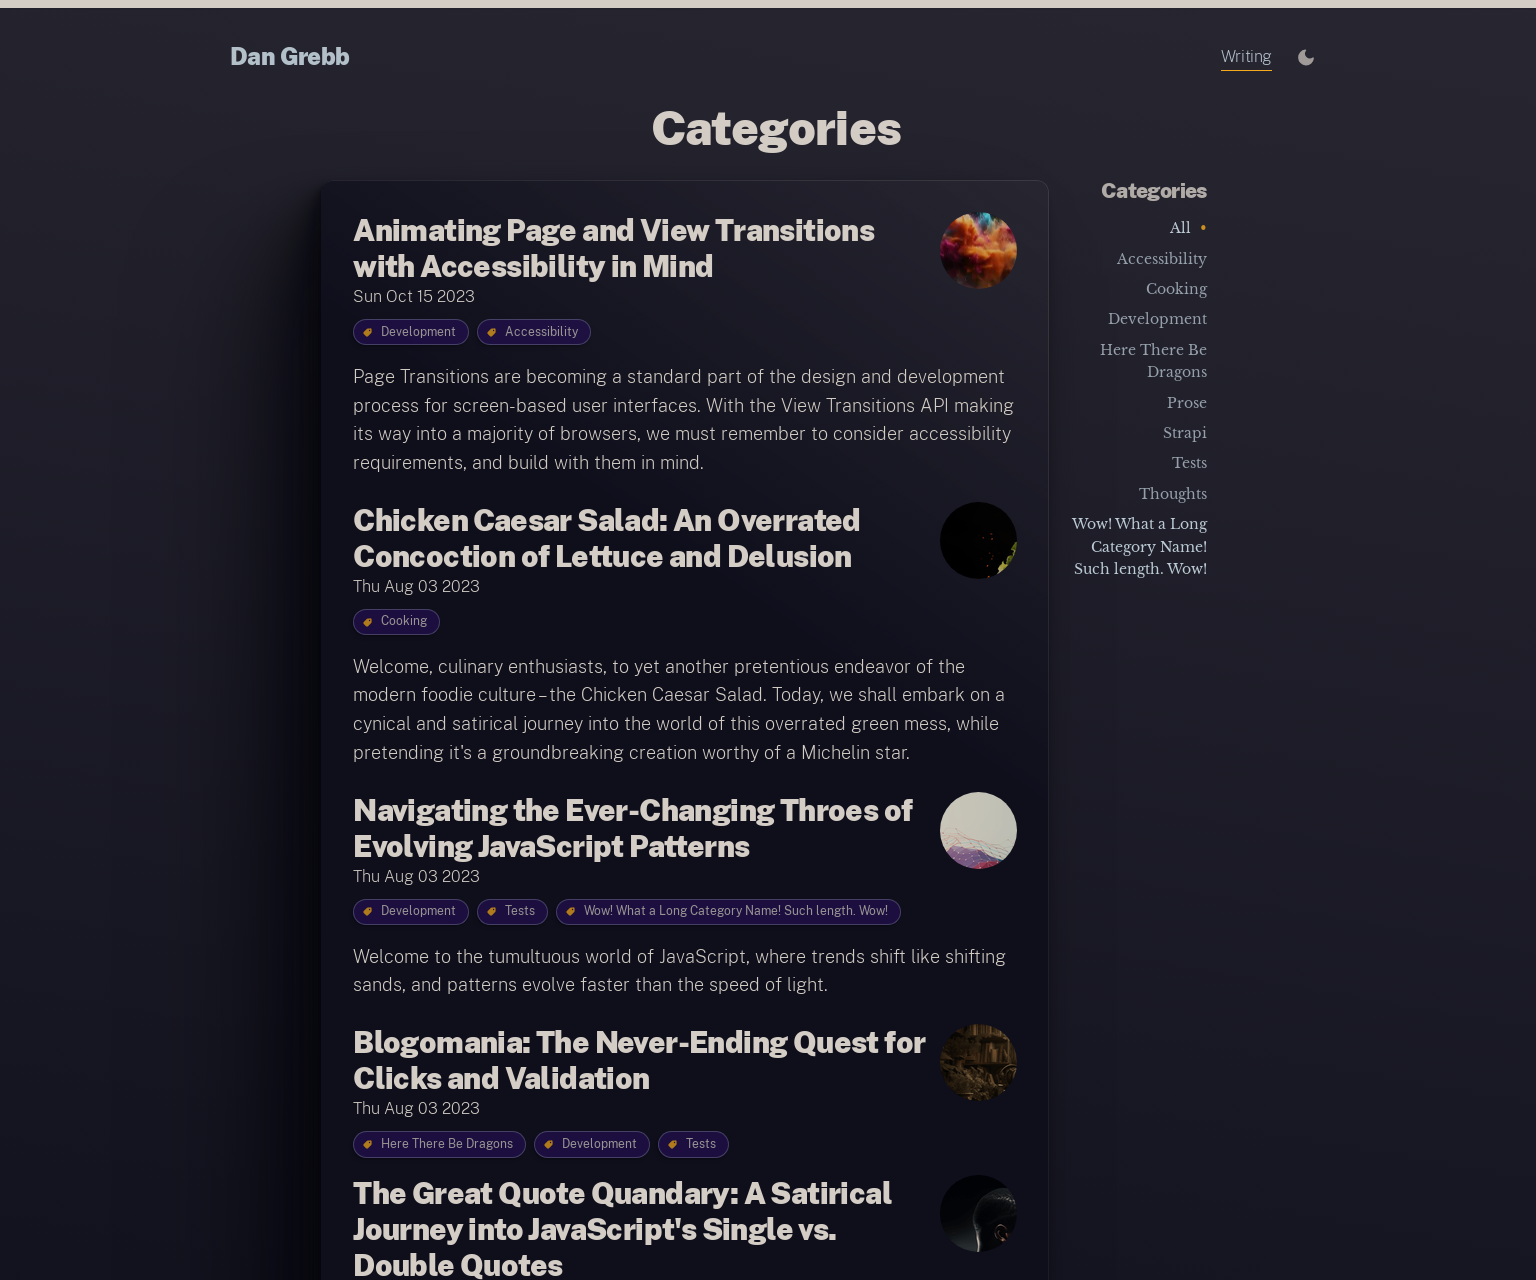 Dan Grebb
Writing
Categories
Animating Page and View Transitions
with Accessibility in Mind
Sun Oct 15 2023
Development
Accessibility
Page Transitions are becoming a standard part of the design and development
process for screen-based user interfaces. With the View Transitions API making
its way into a majority of browsers, we must remember to consider accessibility
requirements, and build with them in mind.
Chicken Caesar Salad: An Overrated
Concoction of Lettuce and Delusion
Thu Aug 03 2023
Cooking
Welcome, culinary enthusiasts, to yet another pretentious endeavor of the
modern foodie culture – the Chicken Caesar Salad. Today, we shall embark on a
cynical and satirical journey into the world of this overrated green mess, while
pretending it's a groundbreaking creation worthy of a Michelin star.
Navigating the Ever-Changing Throes of
Evolving JavaScript Patterns
Thu Aug 03 2023
Development
Tests
Wow! What a Long Category Name! Such length. Wow!
Welcome to the tumultuous world of JavaScript, where trends shift like shifting
sands, and patterns evolve faster than the speed of light.
Blogomania: The Never-Ending Quest for
Clicks and Validation
Thu Aug 03 2023
Here There Be Dragons
Development
Tests
The Great Quote Quandary: A Satirical
Journey into JavaScript's Single vs.
Double Quotes
Categories
All •
Accessibility
Cooking
Development
Here There Be
Dragons
Prose
Strapi
Tests
Thoughts
Wow! What a Long
Category Name!
Such length. Wow!